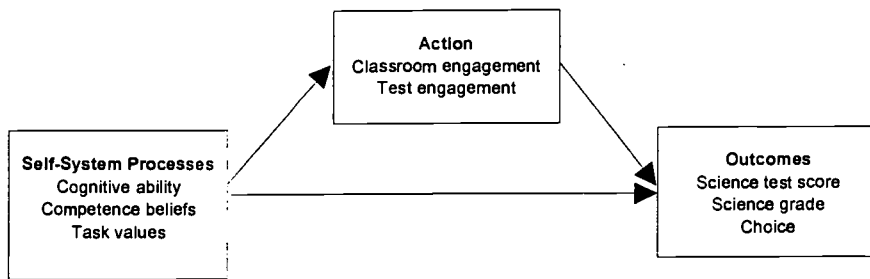 Action
Classroom engagement
Test engagement
Self-System Processes
Cognitive ability
Competence beliefs
Task values
Outcomes
Science test score
Science grade
Choice